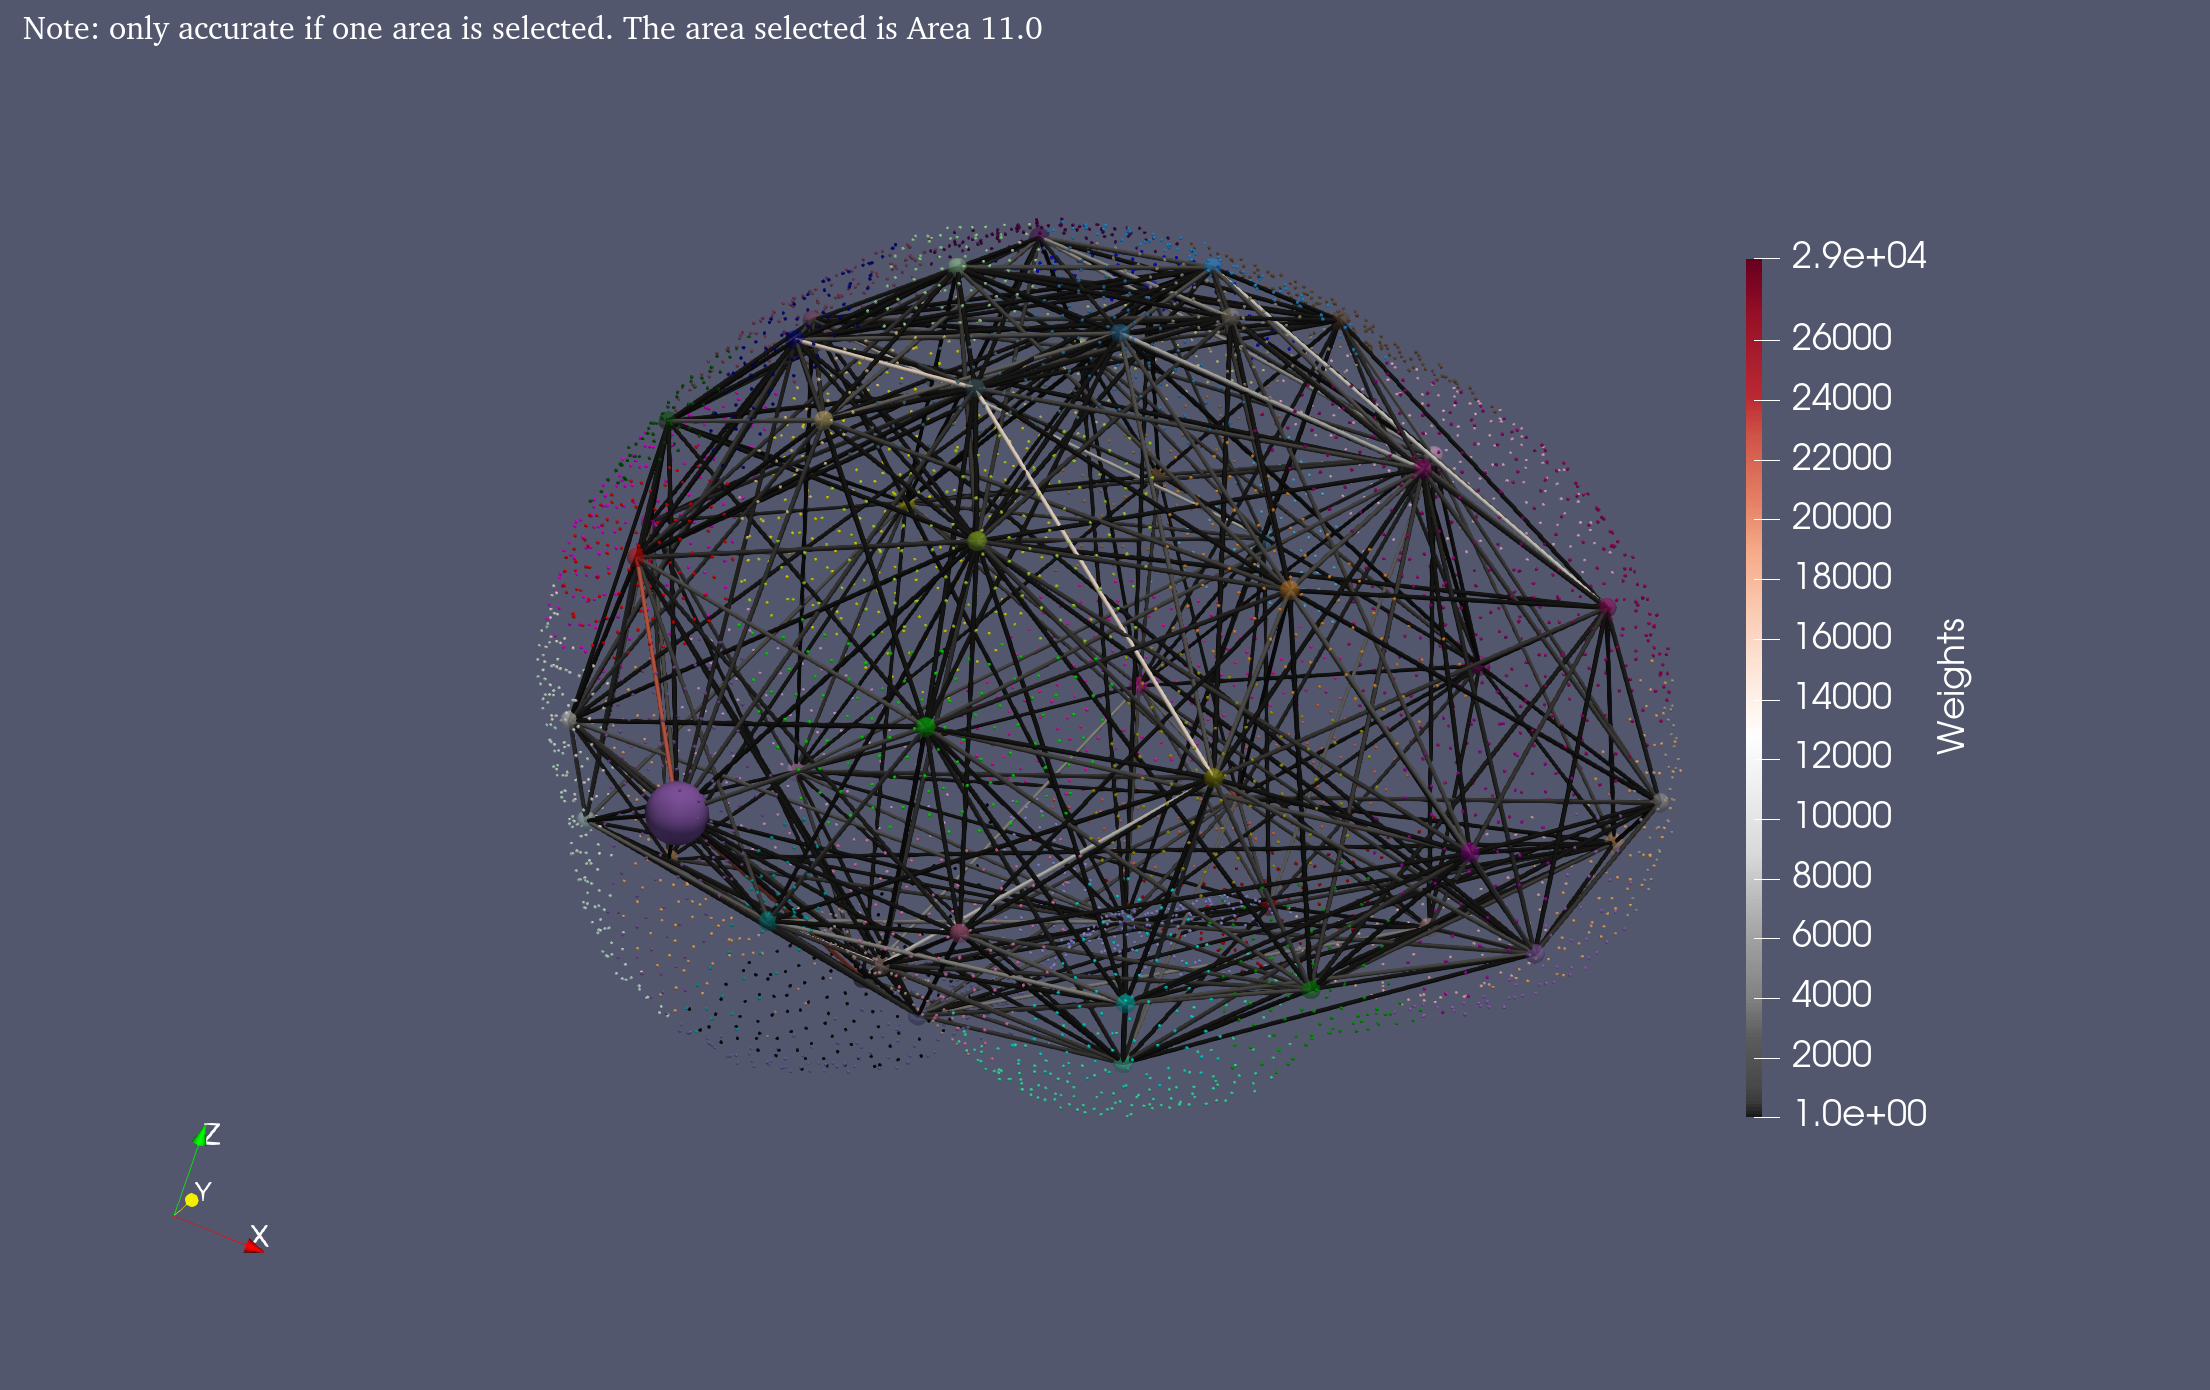 Note: only accurate if one area is selected. The area selected is Area 11.0
2.9e+04
26000
24000
22000
20000
18000
16000
14000
12000
10000
8000
6000
4000
2000
1.0e+00
Weights
Z
Y
X